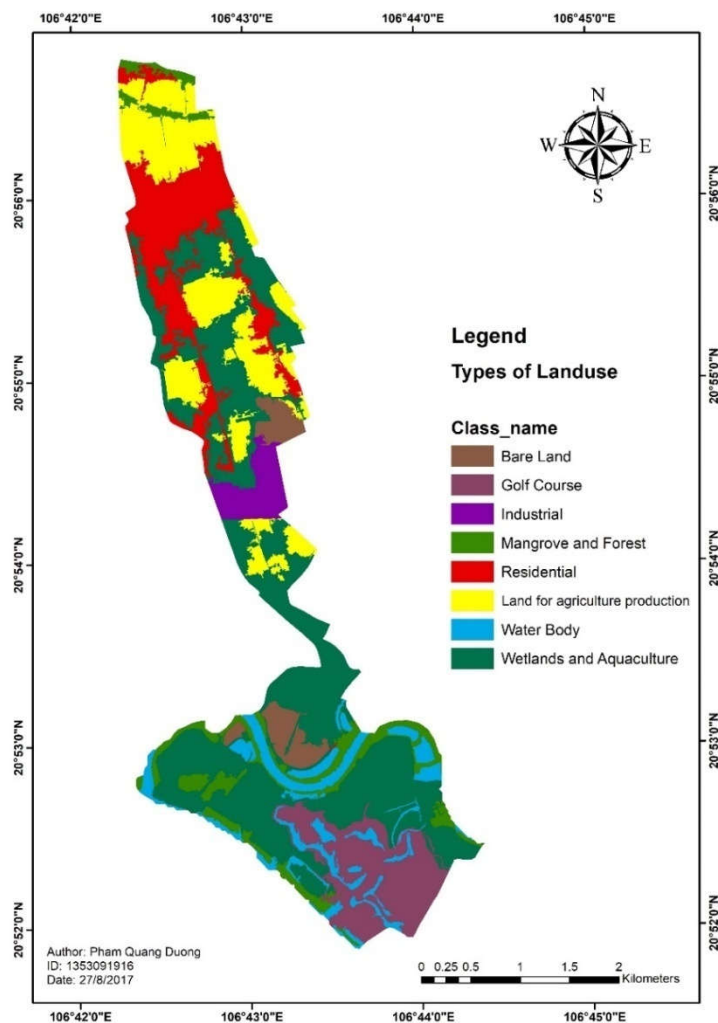 106°42'0"E 106°43'0"E 106°44'0"E 106°45'0"E
N
W E
S
20°56'0"N 20°56'0"N
Legend
Types of Landuse
20°55'0"N 20°55'0"N
Class_name
Bare Land
Golf Course
Industrial
Mangrove and Forest
20°54'0"N 20°54'0"N
Residential
Land for agriculture production
Water Body
Wetlands and Aquaculture
20°53'0"N 20°53'0"N
20°52'0"N 20°52'0"N
Author: Pham Quang Duong
ID: 1353091916
Date: 27/8/2017
0 0.25 0.5 1 1.5 2
Kilometers
106°42'0"E 106°43'0"E 106°44'0"E 106°45'0"E